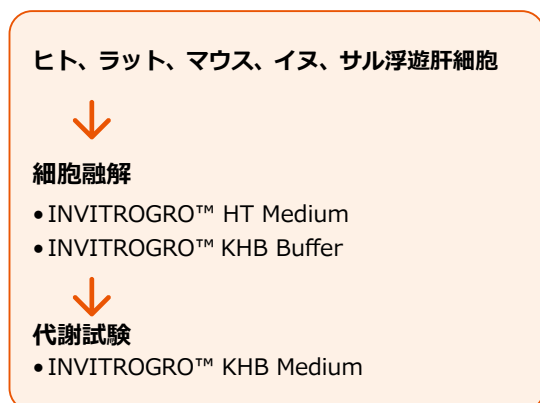 ヒト、ラット、マウス、イヌ、サル浮遊肝細胞
細胞融解
• INVITROGRO™ HT Medium
• INVITROGRO™ KHB Buffer
代謝試験
• INVITROGRO™ KHB Medium